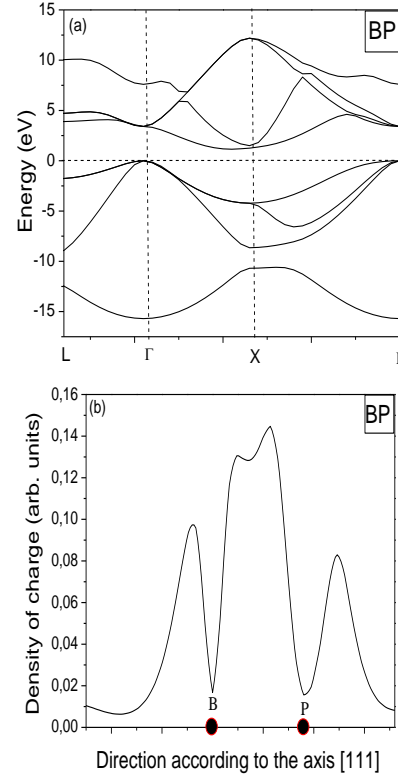 (a)
BP
15
10
5
0
-5
-10
-15
Energy (eV)
L Γ X Γ
(b)
BP
0,16
0,14
0,12
0,10
0,08
0,06
0,04
0,02
0,00
Density of charge (arb. units)
B P
Direction according to the axis [111]